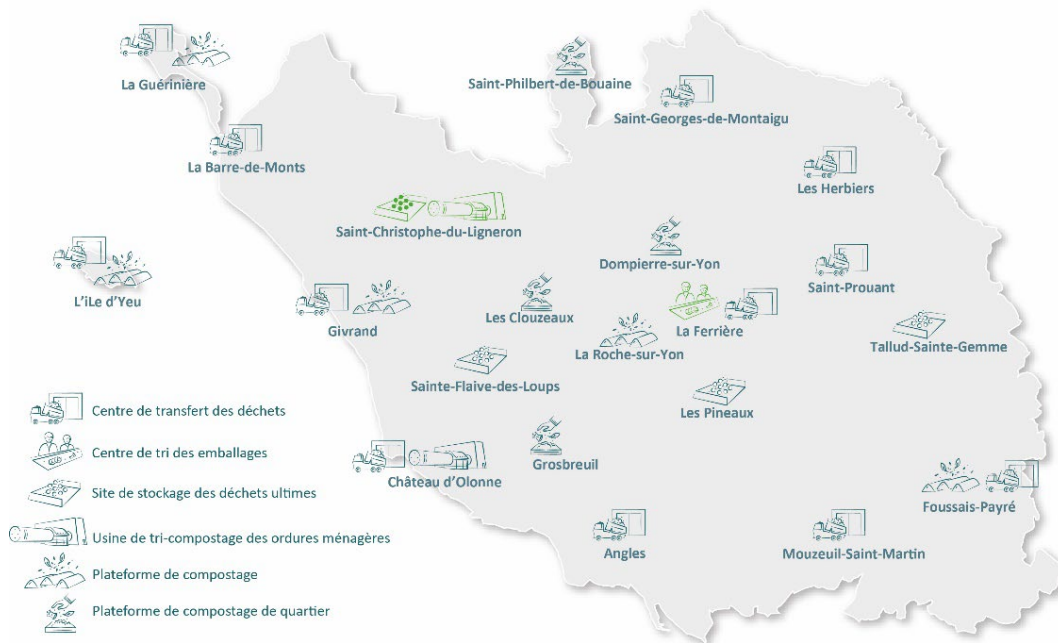 La Guérinière
Saint-Philbert-de-Bouaine
Saint-Georges-de-Montaigu
La Barre-de-Monts
Les Herbiers
Saint-Christophe-du-Ligneron
Dompierre-sur-Yon
Saint-Prouant
L'iLe d'Yeu
Givrand
Les Clouzeaux
La Ferrière
La Roche-sur-Yon
Tallud-Sainte-Gemme
Sainte-Flaive-des-Loups
Les Pineaux
Grosbreuil
Château d'Olonne
Foussais-Payré
Angles
Mouzeuil-Saint-Martin
Centre de transfert des déchets
Centre de tri des emballages
Site de stockage des déchets ultimes
Usine de tri-compostage des ordures ménagères
Plateforme de compostage
Plateforme de compostage de quartier